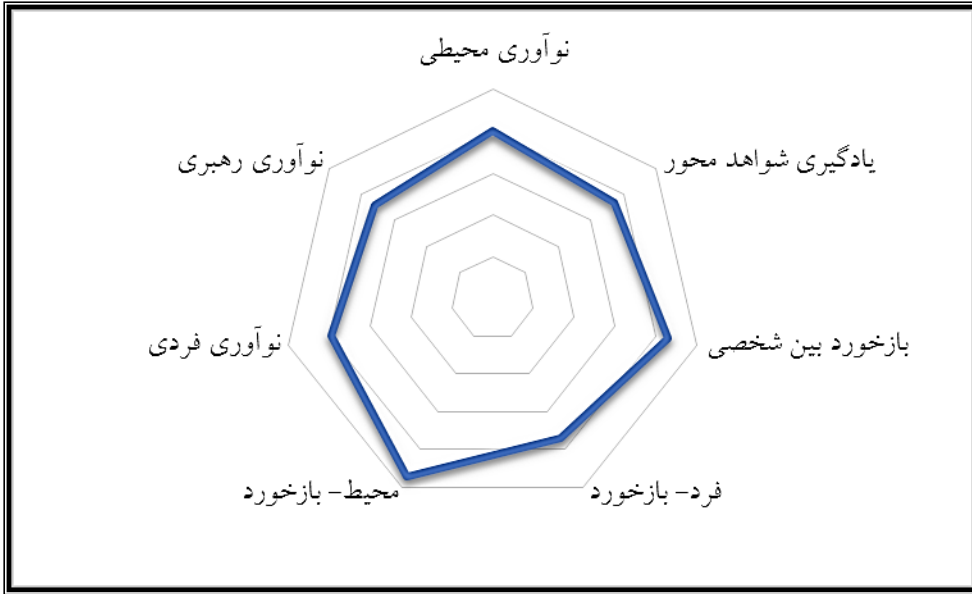 نوآوری محیطی
یادگیری شواهد محور
بازخورد بین شخصی
فرد- بازخورد
محیط- بازخورد
نوآوری فردی
نوآوری رهبری